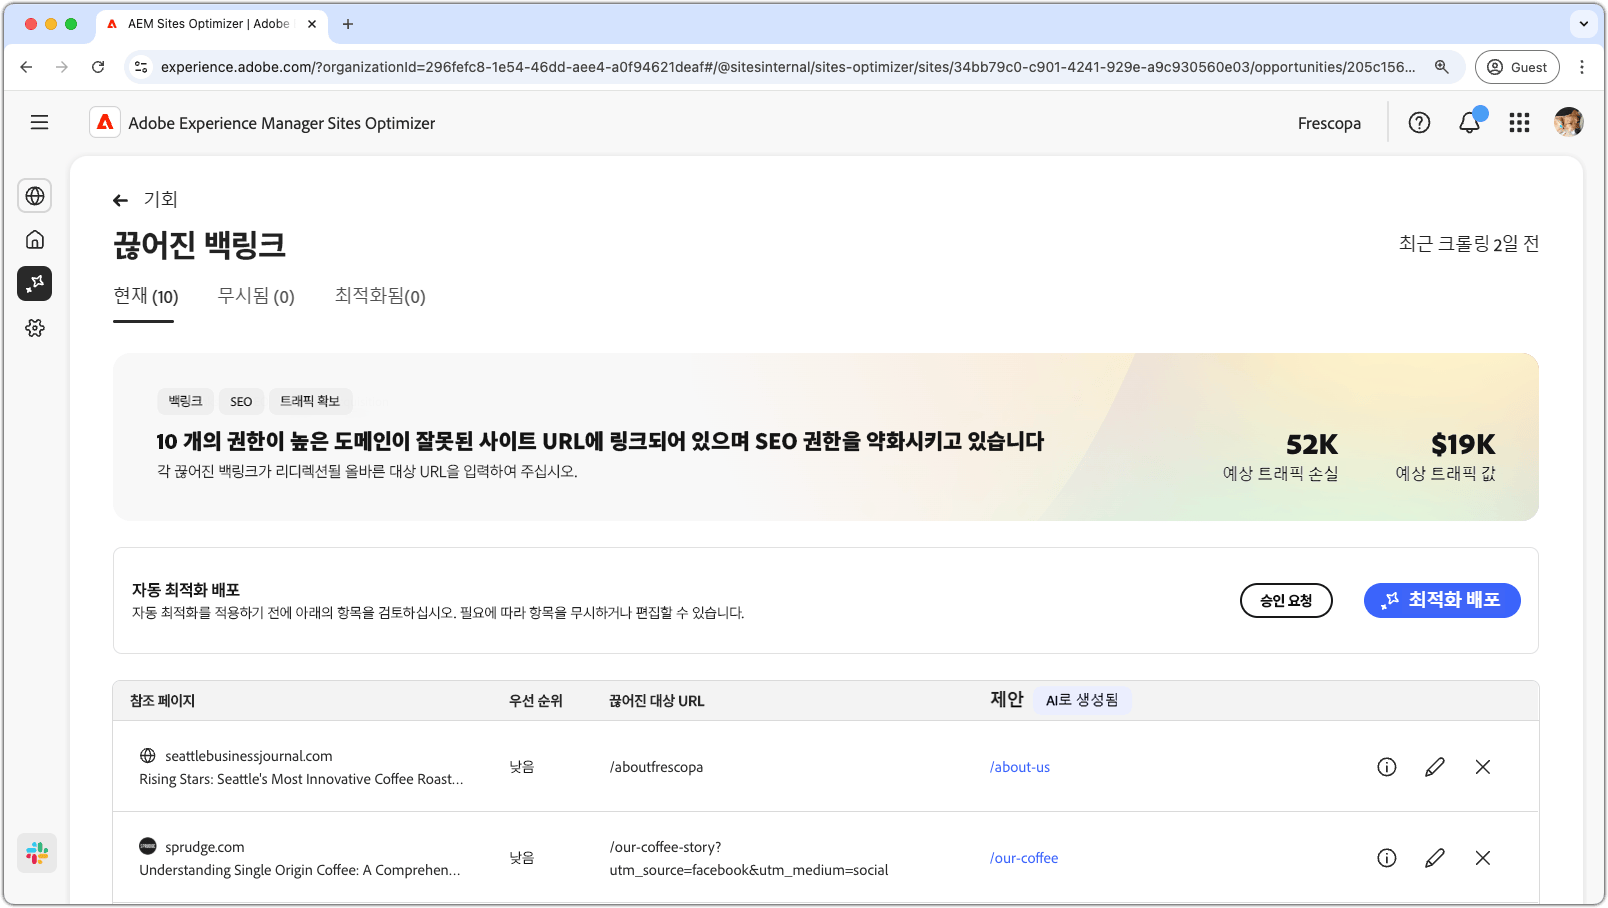 AEM Sites Optimizer | Adobe
experience.adobe.com/?organizationId=296fefc8-1e54-46dd-aee4-a0f94621deaf#/@sitesinternal/sites-optimizer/sites/34bb79c0-c901-4241-929e-a9c930560e03/opportunities/205c156...
Guest
Adobe Experience Manager Sites Optimizer
Frescopa
기회
끊어진 백링크
최근 크롤링 2일 전
현재 (10)
무시됨 (0)
최적화됨(0)
백링크
SEO
트래픽 확보
10 개의 권한이 높은 도메인이 잘못된 사이트 URL에 링크되어 있으며 SEO 권한을 약화시키고 있습니다
각 끊어진 백링크가 리디렉션될 올바른 대상 URL을 입력하여 주십시오.
52K
예상 트래픽 손실
$19K
예상 트래픽 값
자동 최적화 배포
자동 최적화를 적용하기 전에 아래의 항목을 검토하십시오. 필요에 따라 항목을 무시하거나 편집할 수 있습니다.
승인 요청
최적화 배포
참조 페이지
우선 순위
끊어진 대상 URL
제안
AI로 생성됨
seattlebusinessjournal.com
Rising Stars: Seattle's Most Innovative Coffee Roast...
낮음
/aboutfrescopa
/about-us
sprudge.com
Understanding Single Origin Coffee: A Comprehen...
낮음
/our-coffee-story?
utm_source=facebook&utm_medium=social
/our-coffee